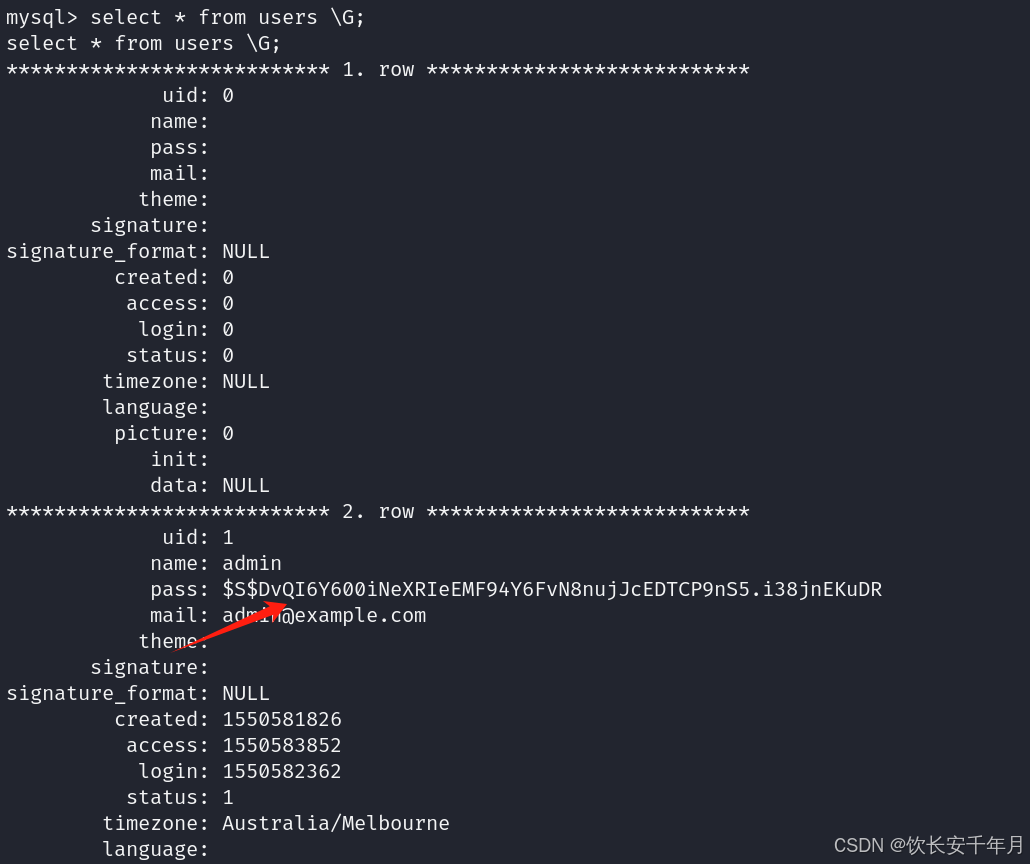 mysql> select * from users \G;
select * from users \G;
*************************** 1. row ***************************
uid: 0
name:
pass:
mail:
theme:
signature:
signature_format: NULL
created: 0
access: 0
login: 0
status: 0
timezone: NULL
language:
picture: 0
init:
data: NULL
*************************** 2. row ***************************
uid: 1
name: admin
pass: $S$DvQI6Y600iNeXRIeEMF94Y6FvN8nujJcEDTCP9nS5.i38jnEKuDR
mail: admin@example.com
theme:
signature:
signature_format: NULL
created: 1550581826
access: 1550583852
login: 1550582362
status: 1
timezone: Australia/Melbourne
language:
CSDN @饮长安千年月